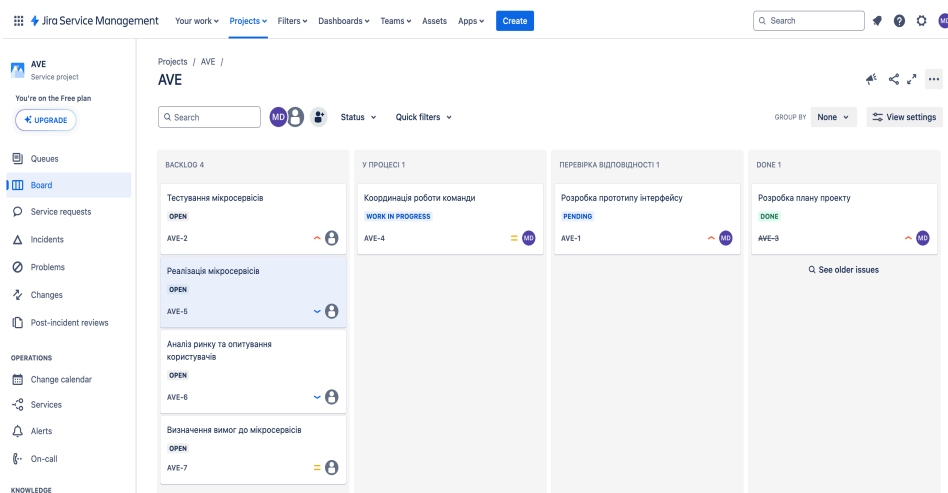 Jira Service Management Your work Projects Filters Dashboards Teams Assets Apps Create Search MD
AVE
Service project
You're on the Free plan
UPGRADE
Queues
Board
Service requests
Incidents
Problems
Changes
Post-incident reviews
OPERATIONS
Change calendar
Services
Alerts
On-call
KNOWLEDGE
Projects / AVE /
AVE
Search MD Status Quick filters GROUP BY None View settings
BACKLOG 4
Тестування мікросервісів
OPEN
AVE-2
Реалізація мікросервісів
OPEN
AVE-5
Аналіз ринку та опитування
користувачів
OPEN
AVE-6
Визначення вимог до мікросервісів
OPEN
AVE-7
У ПРОЦЕСІ 1
Координація роботи команди
WORK IN PROGRESS
AVE-4 MD
ПЕРЕВІРКА ВІДПОВІДНОСТІ 1
Розробка прототипу інтерфейсу
PENDING
AVE-1 MD
DONE 1
Розробка плану проекту
DONE
AVE-3 MD
See older issues